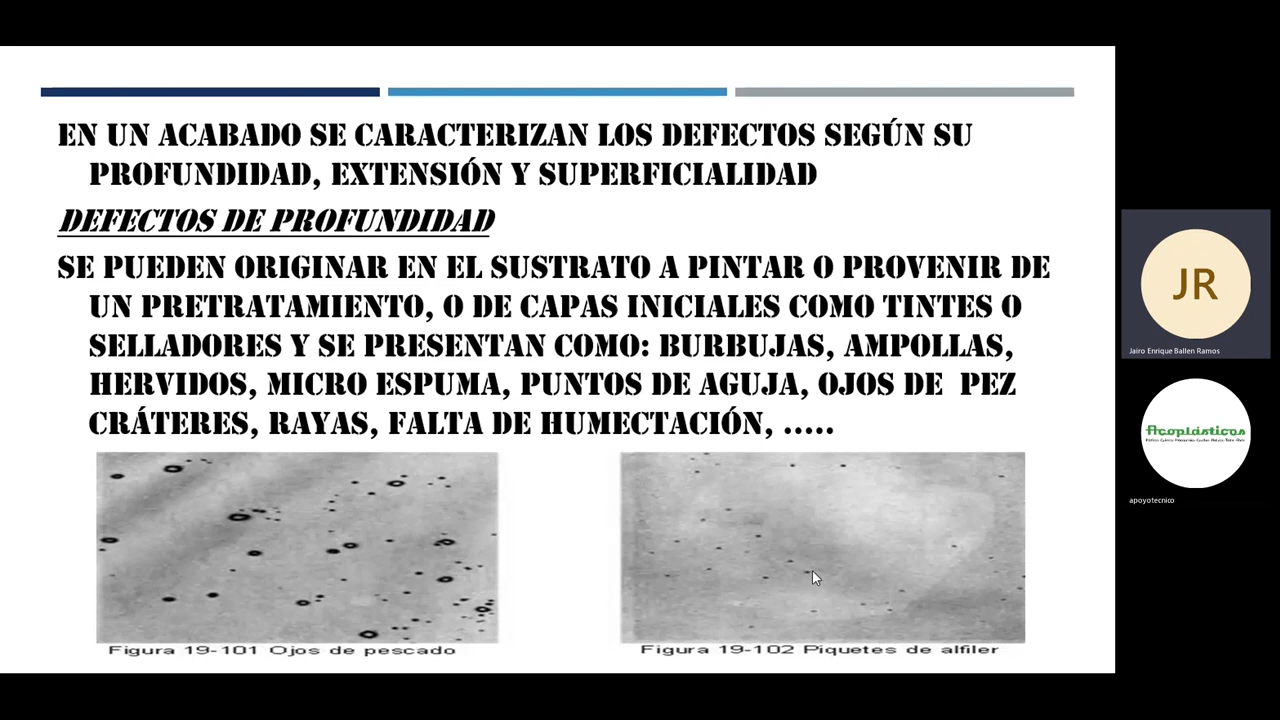 EN UN ACABADO SE CARACTERIZAN LOS DEFECTOS SEGÚN SU
PROFUNDIDAD, EXTENSIÓN Y SUPERFICIALIDAD
DEFECTOS DE PROFUNDIDAD
SE PUEDEN ORIGINAR EN EL SUSTRATO A PINTAR O PROVENIR DE
UN PRETRATAMIENTO, O DE CAPAS INICIALES COMO TINTES O
SELLADORES Y SE PRESENTAN COMO: BURBUJAS, AMPOLLAS,
HERVIDOS, MICRO ESPUMA, PUNTOS DE AGUJA, OJOS DE PEZ
CRÁTERES, RAYAS, FALTA DE HUMECTACIÓN, .....
Figura 19-101 Ojos de pescado
Figura 19-102 Piquetes de alfiler
JR
Jairo Enrique Ballen Ramos
Acoplásticos
apoyotecnico